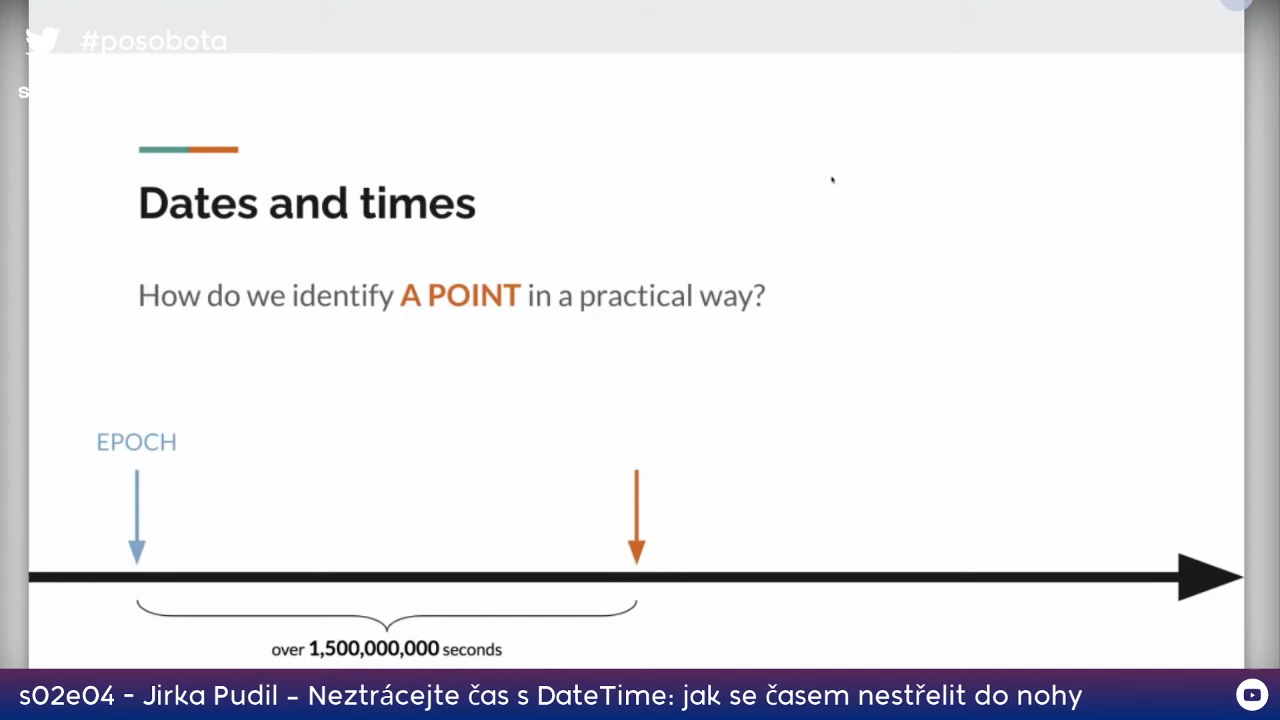 #posobota
s
Dates and times
How do we identify A POINT in a practical way?
EPOCH
over 1,500,000,000 seconds
s02e04 - Jirka Pudil – Neztrácejte čas s DateTime: jak se časem nestřelit do nohy